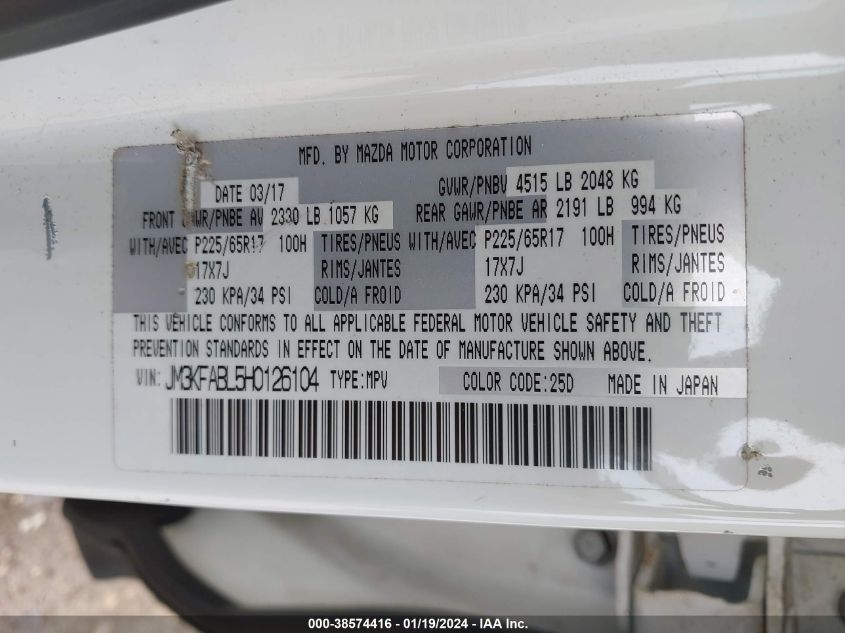 MFD. BY MAZDA MOTOR CORPORATION
DATE 03/17 GVWR/PNBV 4515 LB 2048 KG
FRONT GAWR/PNBE AV 2330 LB 1057 KG REAR GAWR/PNBE AR 2191 LB 994 KG
WITH/AVEC P225/65R17 100H TIRES/PNEUS WITH/AVEC P225/65R17 100H TIRES/PNEUS
17X7J RIMS/JANTES 17X7J RIMS/JANTES
230 KPA/34 PSI COLD/A FROID 230 KPA/34 PSI COLD/A FROID
THIS VEHICLE CONFORMS TO ALL APPLICABLE FEDERAL MOTOR VEHICLE SAFETY AND THEFT
PREVENTION STANDARDS IN EFFECT ON THE DATE OF MANUFACTURE SHOWN ABOVE.
VIN: JM3KFABL5H0126104 TYPE:MPV COLOR CODE:25D MADE IN JAPAN
000-38574416 - 01/19/2024 - IAA Inc.